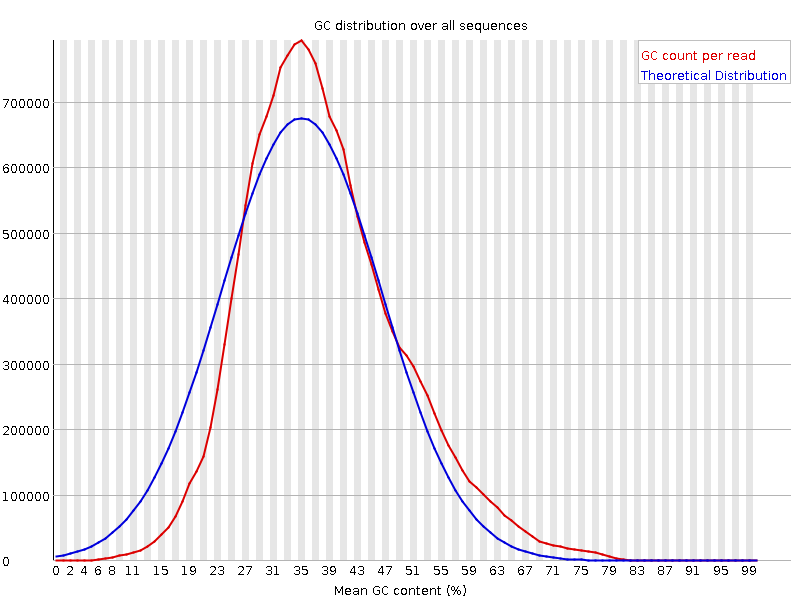 GC distribution over all sequences
GC count per read
Theoretical Distribution
700000
600000
500000
400000
300000
200000
100000
0
0 2 4 6 8 11 15 19 23 27 31 35 39 43 47 51 55 59 63 67 71 75 79 83 87 91 95 99
Mean GC content (%)